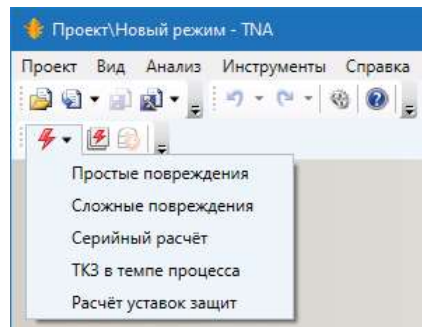 Проект\Новый режим - TNA
Проект Вид Анализ Инструменты Справка
Простые повреждения
Сложные повреждения
Серийный расчёт
ТКЗ в темпе процесса
Расчёт уставок защит